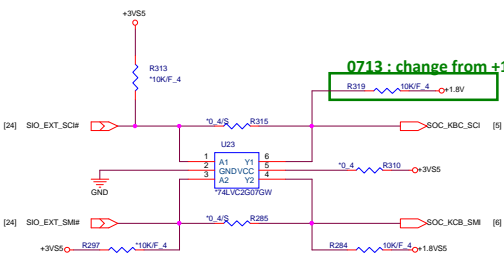 +3VS5
0713 : change from +1
R313
*10K/F_4
R319 10K/F_4 +1.8V
[24] SIO_EXT_SCI# *0_4/S R315 SOC_KBC_SCI [5]
U23
1 A1 Y1 6
2 GND VCC 5 *0_4 R310 +3VS5
3 A2 Y2 4
GND
*74LVC2G07GW
[24] SIO_EXT_SMI# *0_4/S R285 SOC_KCB_SMI [6]
+3VS5 R297 *10K/F_4 R284 10K/F_4 +1.8VS5